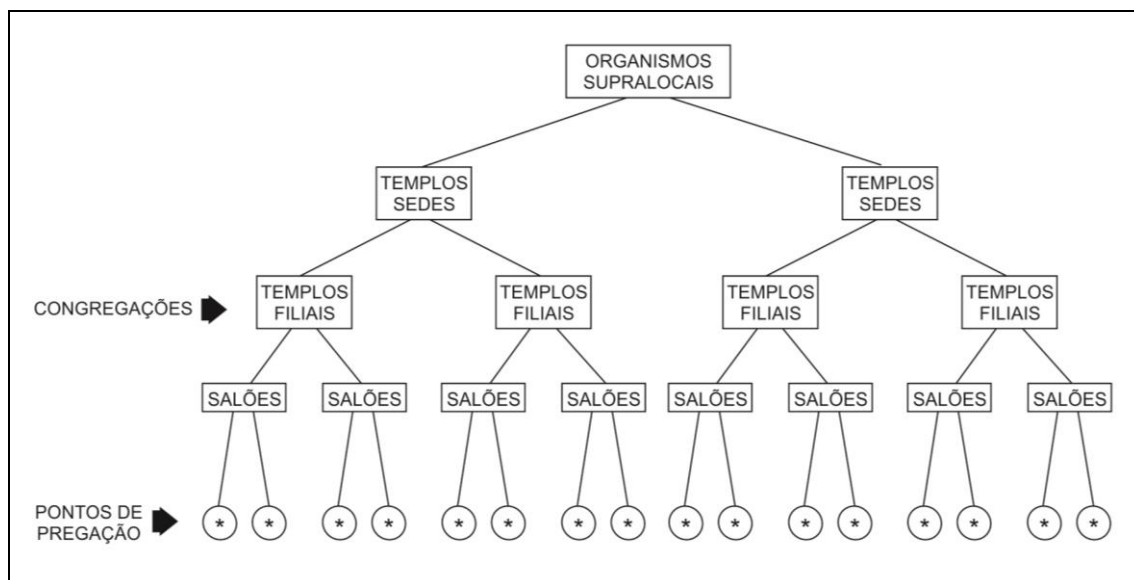 ORGANISMOS
SUPRALOCAIS
TEMPLOS
SEDES
TEMPLOS
SEDES
CONGREGAÇÕES
TEMPLOS
FILIAIS
TEMPLOS
FILIAIS
TEMPLOS
FILIAIS
TEMPLOS
FILIAIS
SALÕES
SALÕES
SALÕES
SALÕES
SALÕES
SALÕES
SALÕES
SALÕES
PONTOS DE
PREGAÇÃO
* * * * * * * * * * * * * * * *